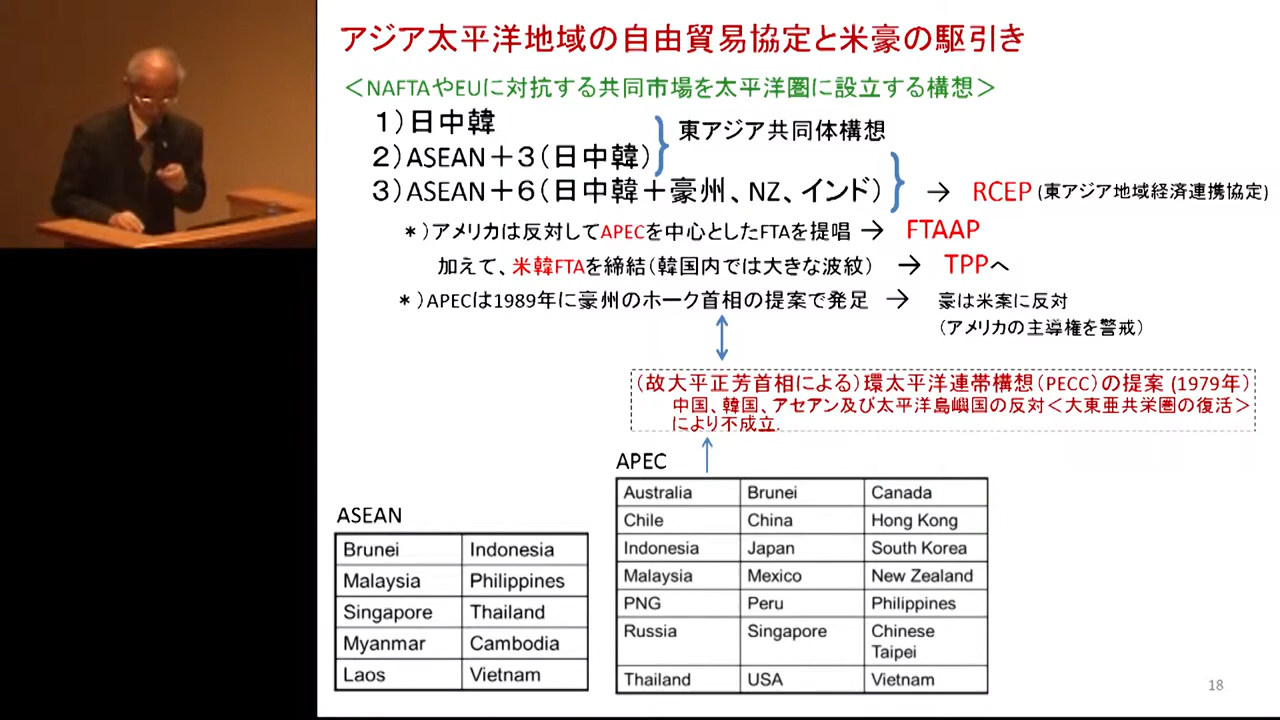 アジア太平洋地域の自由貿易協定と米豪の駆引き
＜NAFTAやEUに対抗する共同市場を太平洋圏に設立する構想＞
１）日中韓
２）ASEAN＋３（日中韓）
東アジア共同体構想
３）ASEAN＋６（日中韓＋豪州、NZ、インド）
→ RCEP（東アジア地域経済連携協定）
＊）アメリカは反対してAPECを中心としたFTAを提唱 → FTAAP
加えて、米韓FTAを締結（韓国内では大きな波紋） → TPPへ
＊）APECは1989年に豪州のホーク首相の提案で発足 → 豪は米案に反対
（アメリカの主導権を警戒）
（故大平正芳首相による）環太平洋連帯構想（PECC）の提案（1979年）
中国、韓国、アセアン及び太平洋島嶼国の反対＜大東亜共栄圏の復活＞
により不成立.
APEC
Australia Brunei Canada
Chile China Hong Kong
Indonesia Japan South Korea
Malaysia Mexico New Zealand
PNG Peru Philippines
Russia Singapore Chinese
Taipei
Thailand USA Vietnam
ASEAN
Brunei Indonesia
Malaysia Philippines
Singapore Thailand
Myanmar Cambodia
Laos Vietnam
18